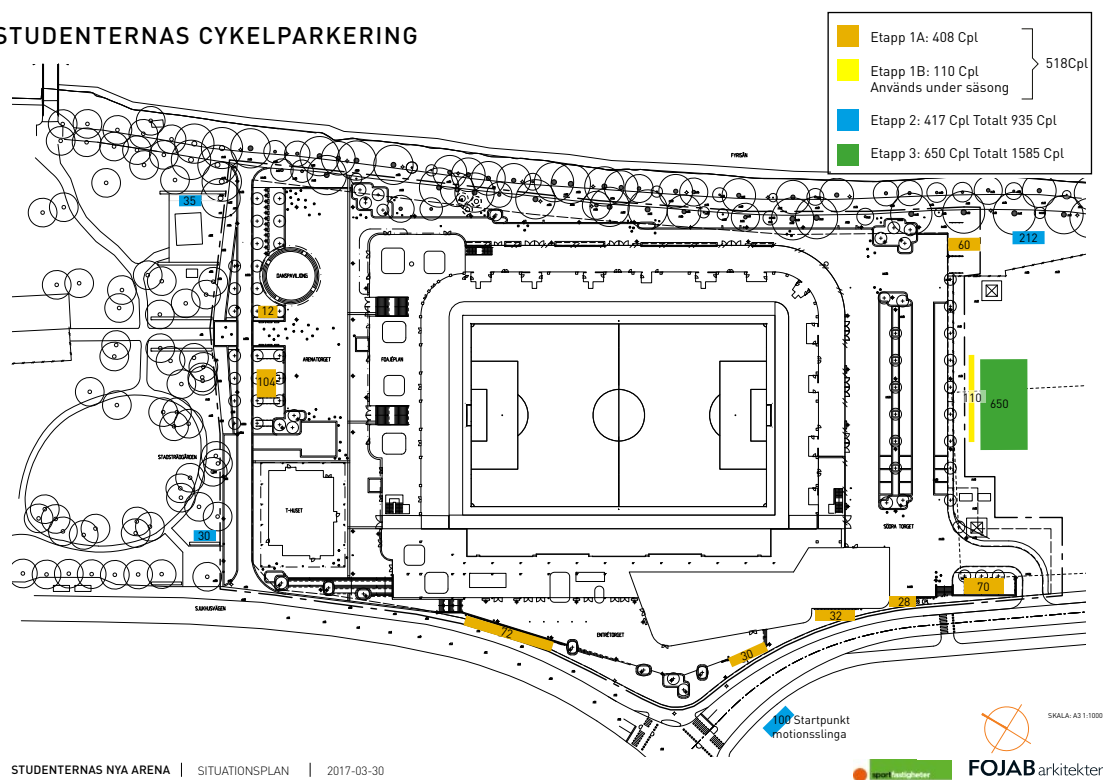 STUDENTERNAS CYKELPARKERING
Etapp 1A: 408 Cpl
Etapp 1B: 110 Cpl
Används under säsong
518Cpl
Etapp 2: 417 Cpl Totalt 935 Cpl
Etapp 3: 650 Cpl Totalt 1585 Cpl
FYRISÅN
35
212
60
DANSPAVILJONG
12
ARENATORGET
FOAJÉPLAN
104
110
650
STADSTRÄDGÅRDEN
T-HUSET
SÖDRA TORGET
30
SJUKHUSVÄGEN
70
28
32
72
ENTRÉTORGET
30
100 Startpunkt
motionsslinga
SKALA: A3 1:1000
STUDENTERNAS NYA ARENA | SITUATIONSPLAN | 2017-03-30
sportfastigheter
FOJAB arkitekter